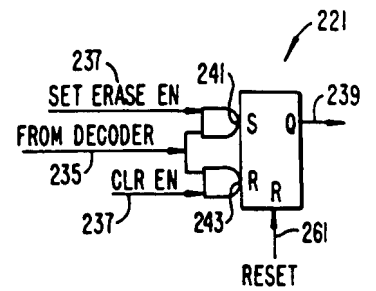 221
237
241
239
SET ERASE EN
S
Q
FROM DECODER
235
CLR EN
R
R
237
243
261
RESET